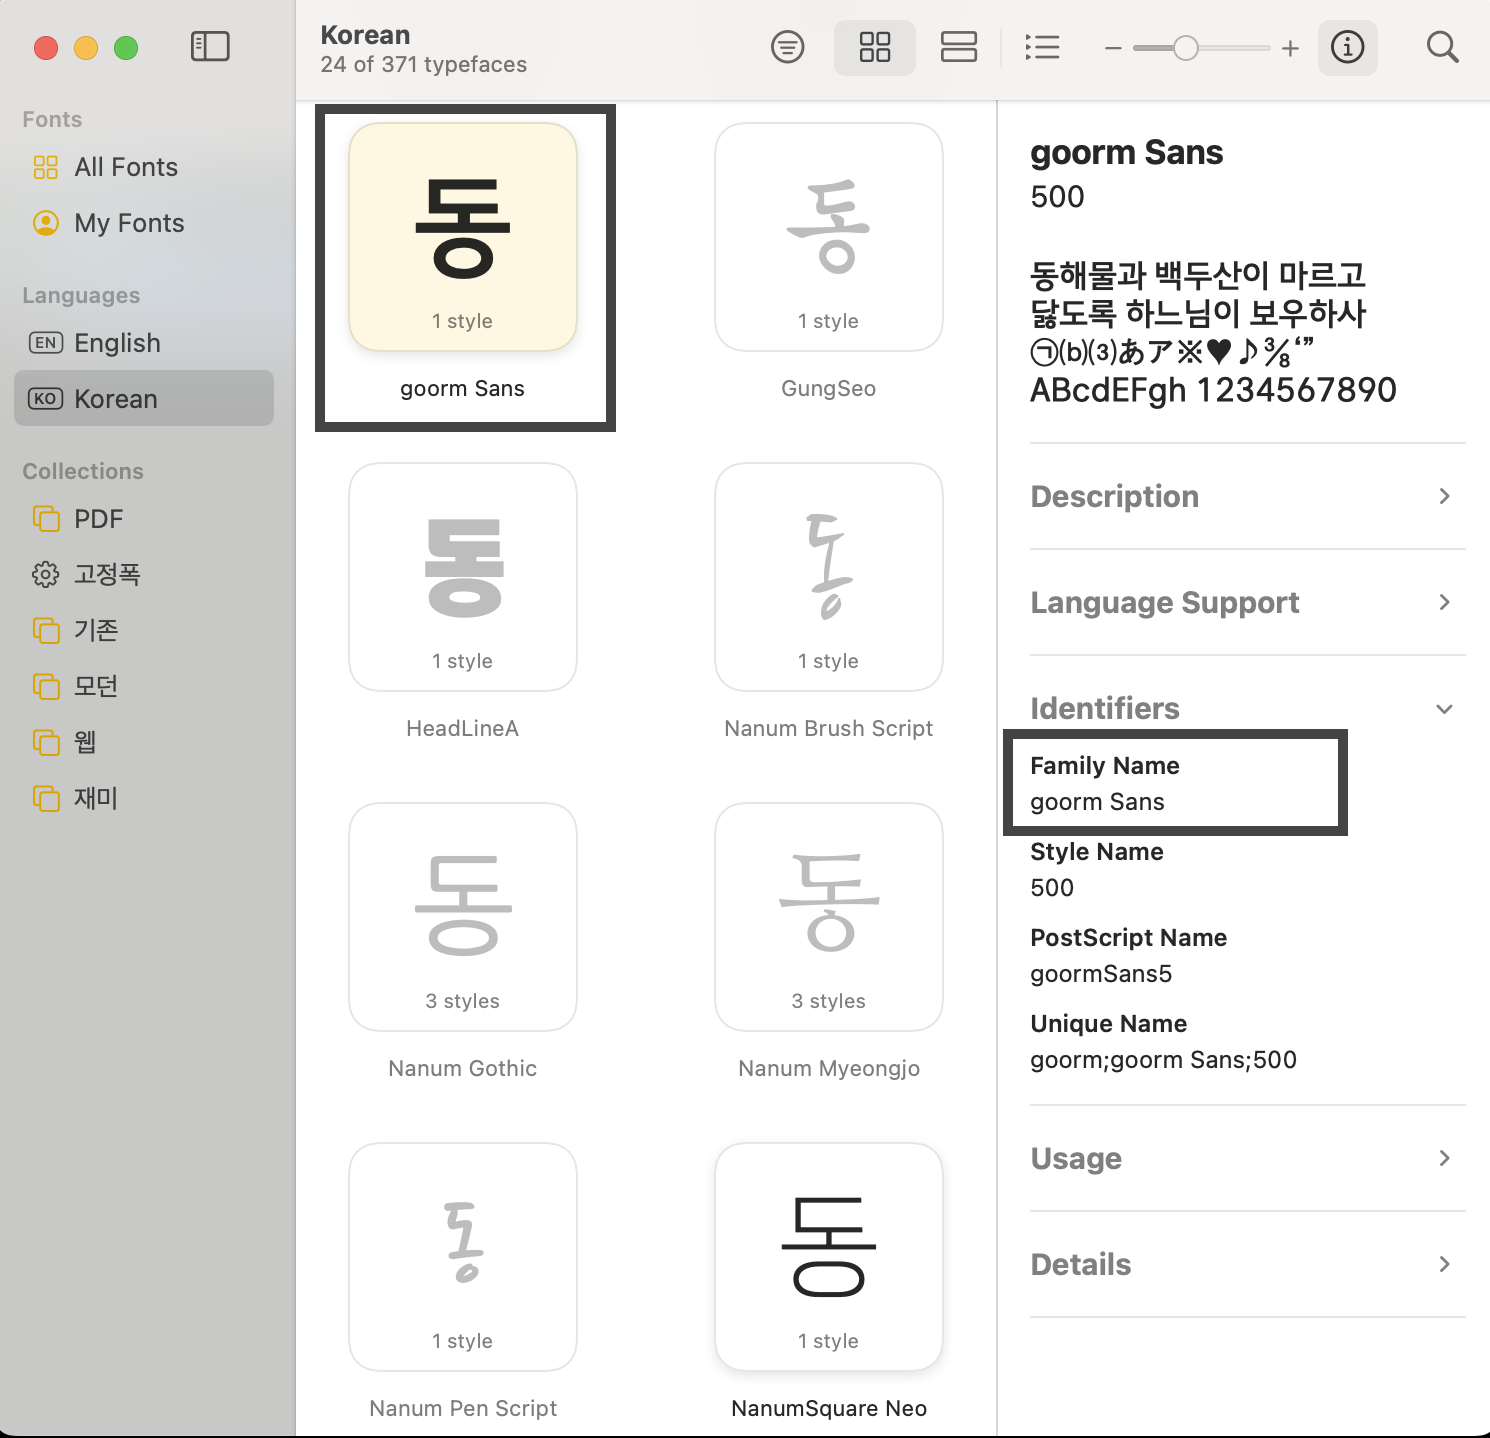 Korean
24 of 371 typefaces
Fonts
All Fonts
My Fonts
Languages
EN English
KO Korean
Collections
PDF
고정폭
기존
모던
웹
재미
동
1 style
goorm Sans
동
1 style
GungSeo
동
1 style
HeadLineA
동
1 style
Nanum Brush Script
동
3 styles
Nanum Gothic
동
3 styles
Nanum Myeongjo
동
1 style
Nanum Pen Script
동
1 style
NanumSquare Neo
goorm Sans
500
동해물과 백두산이 마르고
닳도록 하느님이 보우하사
㉠⒝⑶あア※♥♪⅜‘”
ABcdEFgh 1234567890
Description
Language Support
Identifiers
Family Name
goorm Sans
Style Name
500
PostScript Name
goormSans5
Unique Name
goorm;goorm Sans;500
Usage
Details